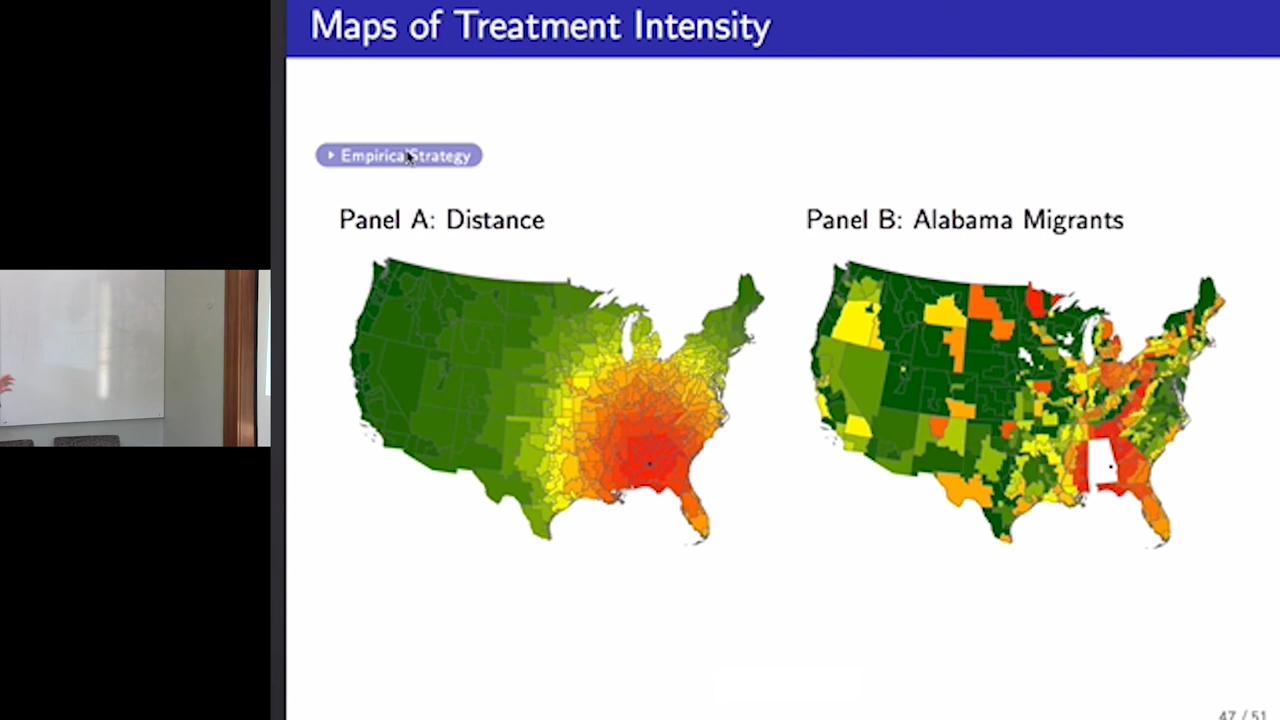 Maps of Treatment Intensity
Empirical Strategy
Panel A: Distance
Panel B: Alabama Migrants
47 / 51